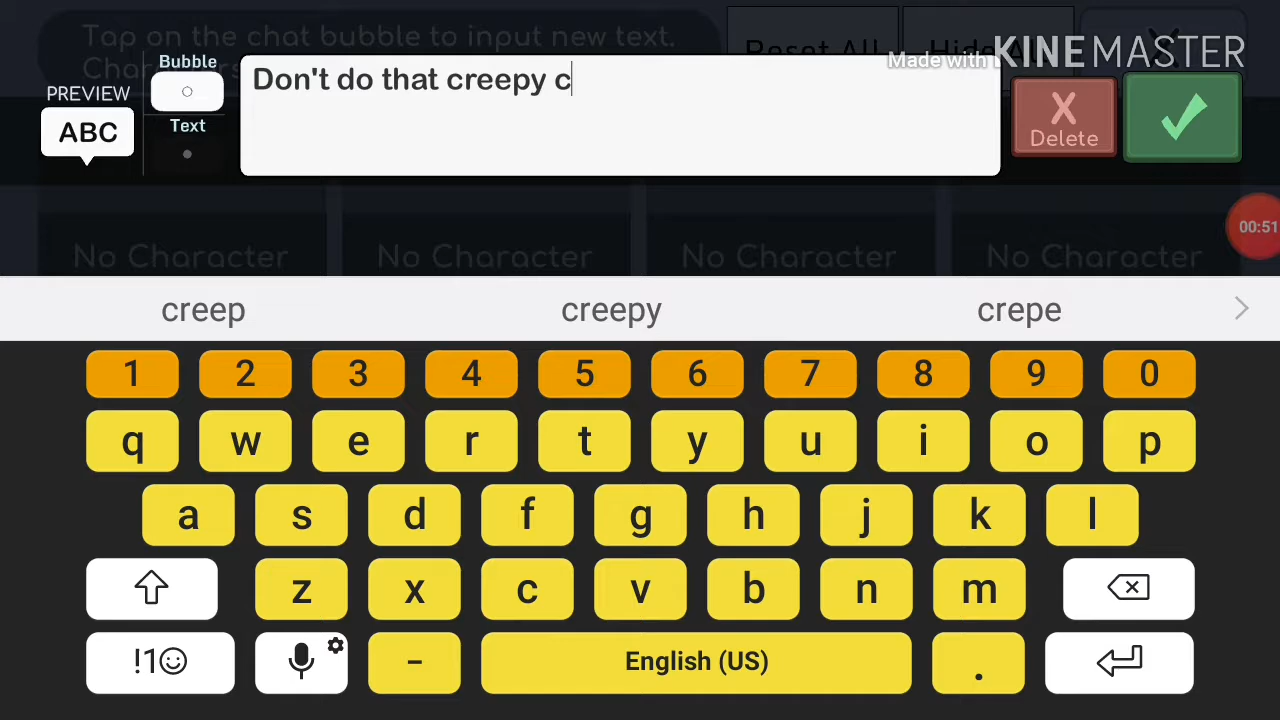 Tap on the chat bubble to input new text.
Reset All
Made with
KINEMASTER
Bubble
PREVIEW
ABC
Text
Don't do that creepy c
X
Delete
No Character
No Character
No Character
No Character
00:51
creep
creepy
crepe
1 2 3 4 5 6 7 8 9 0
q w e r t y u i o p
a s d f g h j k l
z x c v b n m
!1
-
English (US)
.